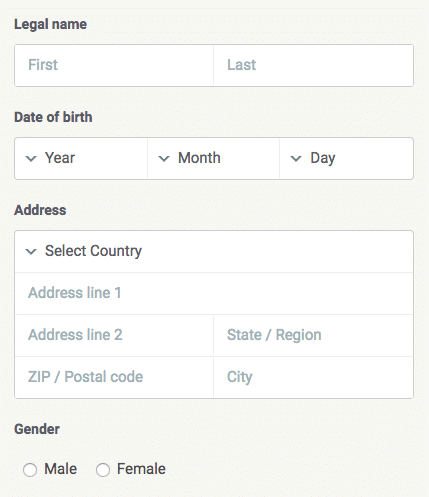 Legal name
First Last
Date of birth
Year Month Day
Address
Select Country
Address line 1
Address line 2 State / Region
ZIP / Postal code City
Gender
Male Female